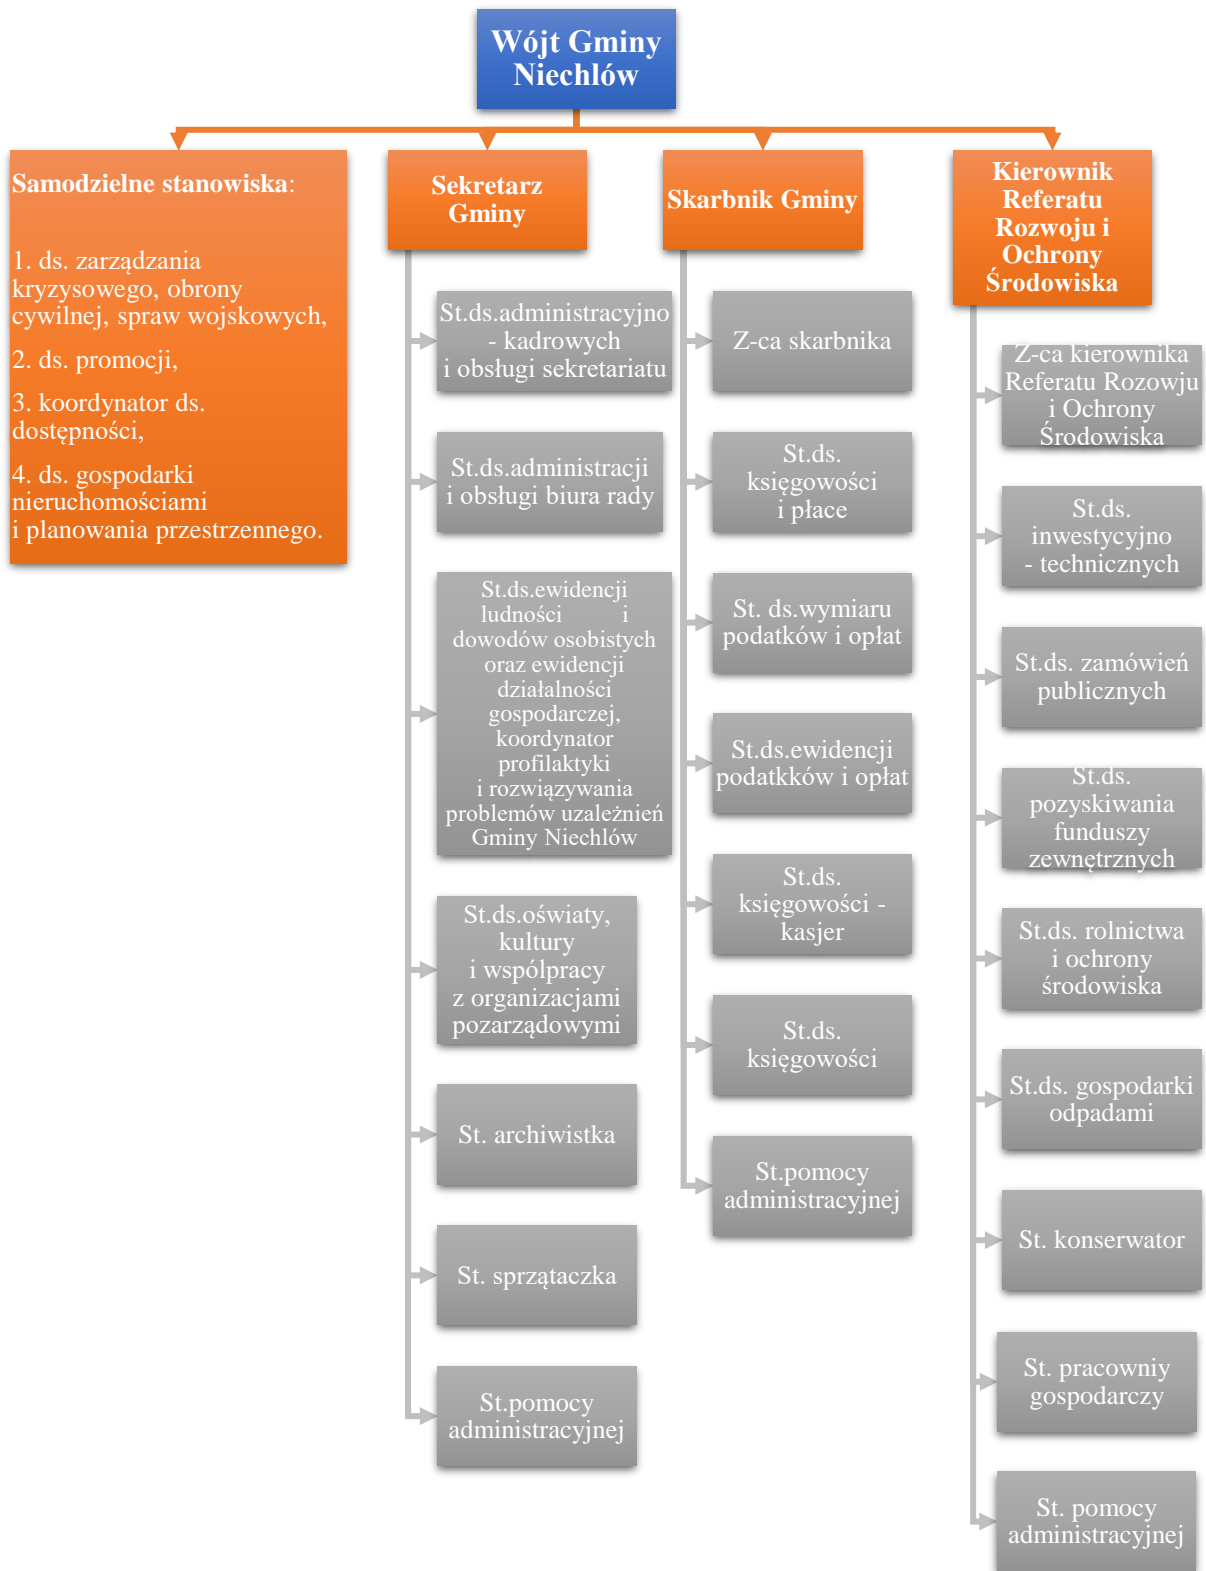 Wójt Gminy
Niechlów
Samodzielne stanowiska:
1. ds. zarządzania
kryzysowego, obrony
cywilnej, spraw wojskowych,
2. ds. promocji,
3. koordynator ds.
dostępności,
4. ds. gospodarki
nieruchomościami
i planowania przestrzennego.
Sekretarz
Gminy
St.ds.administracyjno
- kadrowych
i obsługi sekretariatu
St.ds.administracji
i obsługi biura rady
St.ds.ewidencji
ludności i
dowodów osobistych
oraz ewidencji
działalności
gospodarczej,
koordynator
profilaktyki
i rozwiązywania
problemów uzależnień
Gminy Niechlów
St.ds.oświaty,
kultury
i wspólpracy
z organizacjami
pozarządowymi
St. archiwistka
St. sprzątaczka
St.pomocy
administracyjnej
Skarbnik Gminy
Z-ca skarbnika
St.ds.
księgowości
i płace
St. ds.wymiaru
podatków i opłat
St.ds.ewidencji
podatkków i opłat
St.ds.
księgowości -
kasjer
St.ds.
księgowości
St.pomocy
administracyjnej
Kierownik
Referatu
Rozwoju i
Ochrony
Środowiska
Z-ca kierownika
Referatu Rozowju
i Ochrony
Środowiska
St.ds.
inwestycyjno
- technicznych
St.ds. zamówień
publicznych
St.ds.
pozyskiwania
funduszy
zewnętrznych
St.ds. rolnictwa
i ochrony
środowiska
St.ds. gospodarki
odpadami
St. konserwator
St. pracowniy
gospodarczy
St. pomocy
administracyjnej